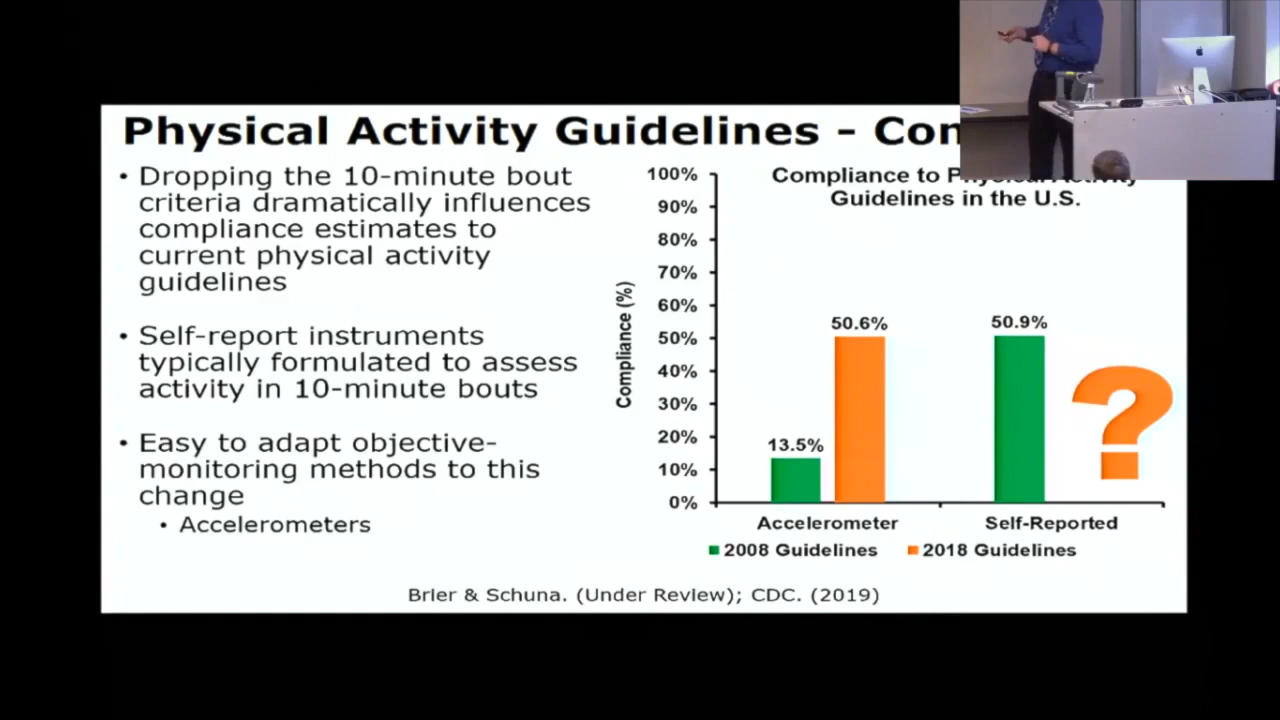 Physical Activity Guidelines - Con
• Dropping the 10-minute bout
criteria dramatically influences
compliance estimates to
current physical activity
guidelines
• Self-report instruments
typically formulated to assess
activity in 10-minute bouts
• Easy to adapt objective-
monitoring methods to this
change
• Accelerometers
Compliance to Physical Activity
Guidelines in the U.S.
Compliance (%)
100%
90%
80%
70%
60%
50%
40%
30%
20%
10%
0%
13.5%
50.6%
50.9%
?
Accelerometer
Self-Reported
2008 Guidelines
2018 Guidelines
Brier & Schuna. (Under Review); CDC. (2019)